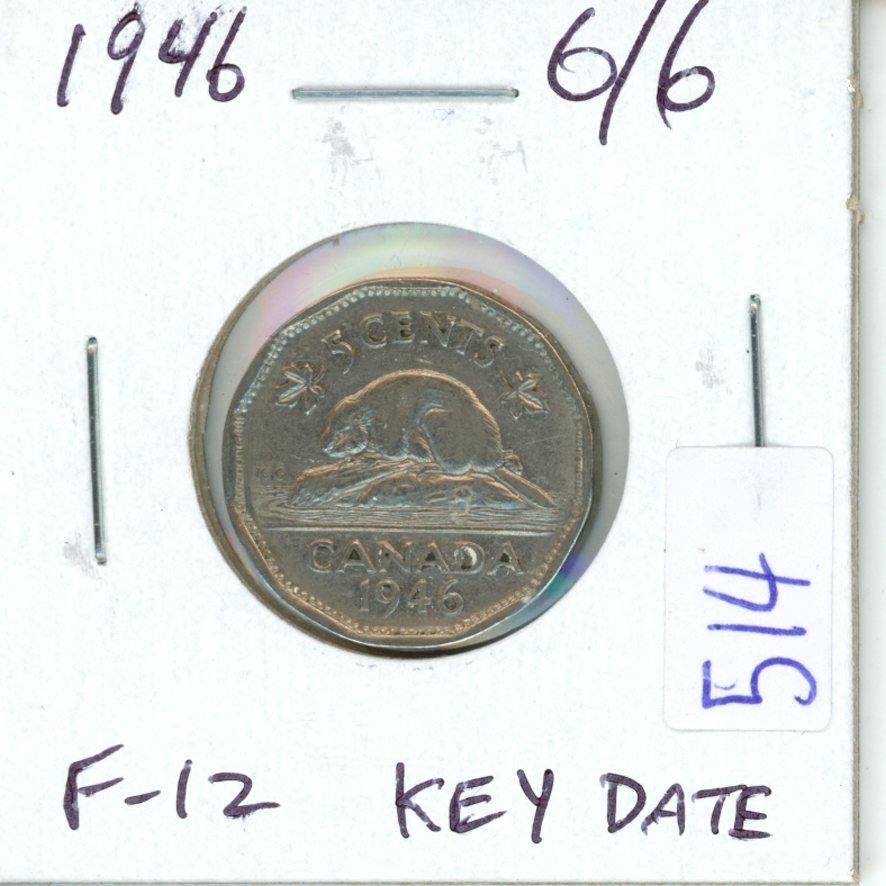 1946 6/6
5 CENTS
CANADA
1946
514
F-12 KEY DATE